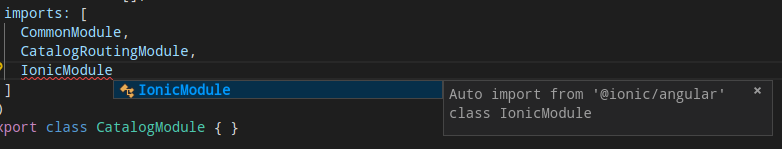 imports: [
CommonModule,
CatalogRoutingModule,
IonicModule
]
IonicModule
Auto import from '@ionic/angular' ×
class IonicModule
)
xport class CatalogModule { }